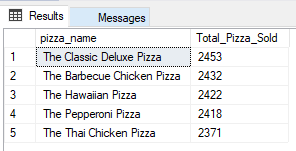 Results Messages
pizza_name Total_Pizza_Sold
1 The Classic Deluxe Pizza 2453
2 The Barbecue Chicken Pizza 2432
3 The Hawaiian Pizza 2422
4 The Pepperoni Pizza 2418
5 The Thai Chicken Pizza 2371